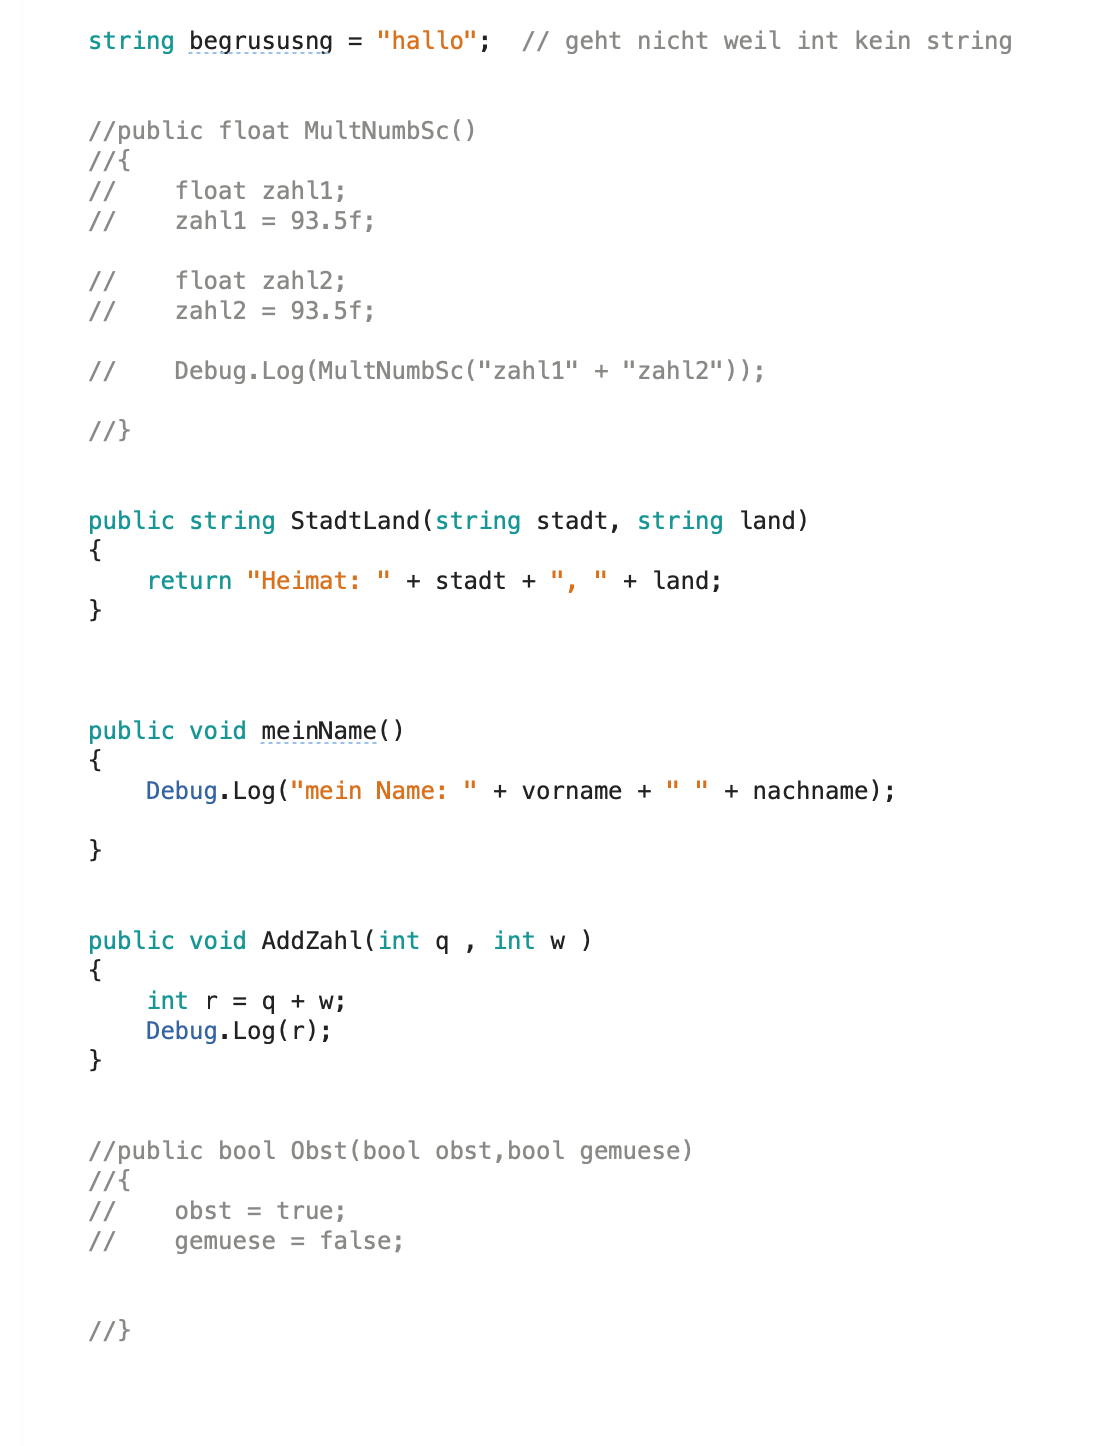 string begrususng = "hallo";  // geht nicht weil int kein string
//public float MultNumbSc()
//{
//    float zahl1;
//    zahl1 = 93.5f;
//    float zahl2;
//    zahl2 = 93.5f;
//    Debug.Log(MultNumbSc("zahl1" + "zahl2"));
//}
public string StadtLand(string stadt, string land)
{
    return "Heimat: " + stadt + ", " + land;
}
public void meinName()
{
    Debug.Log("mein Name: " + vorname + " " + nachname);
}
public void AddZahl(int q , int w )
{
    int r = q + w;
    Debug.Log(r);
}
//public bool Obst(bool obst,bool gemuese)
//{
//    obst = true;
//    gemuese = false;
//}